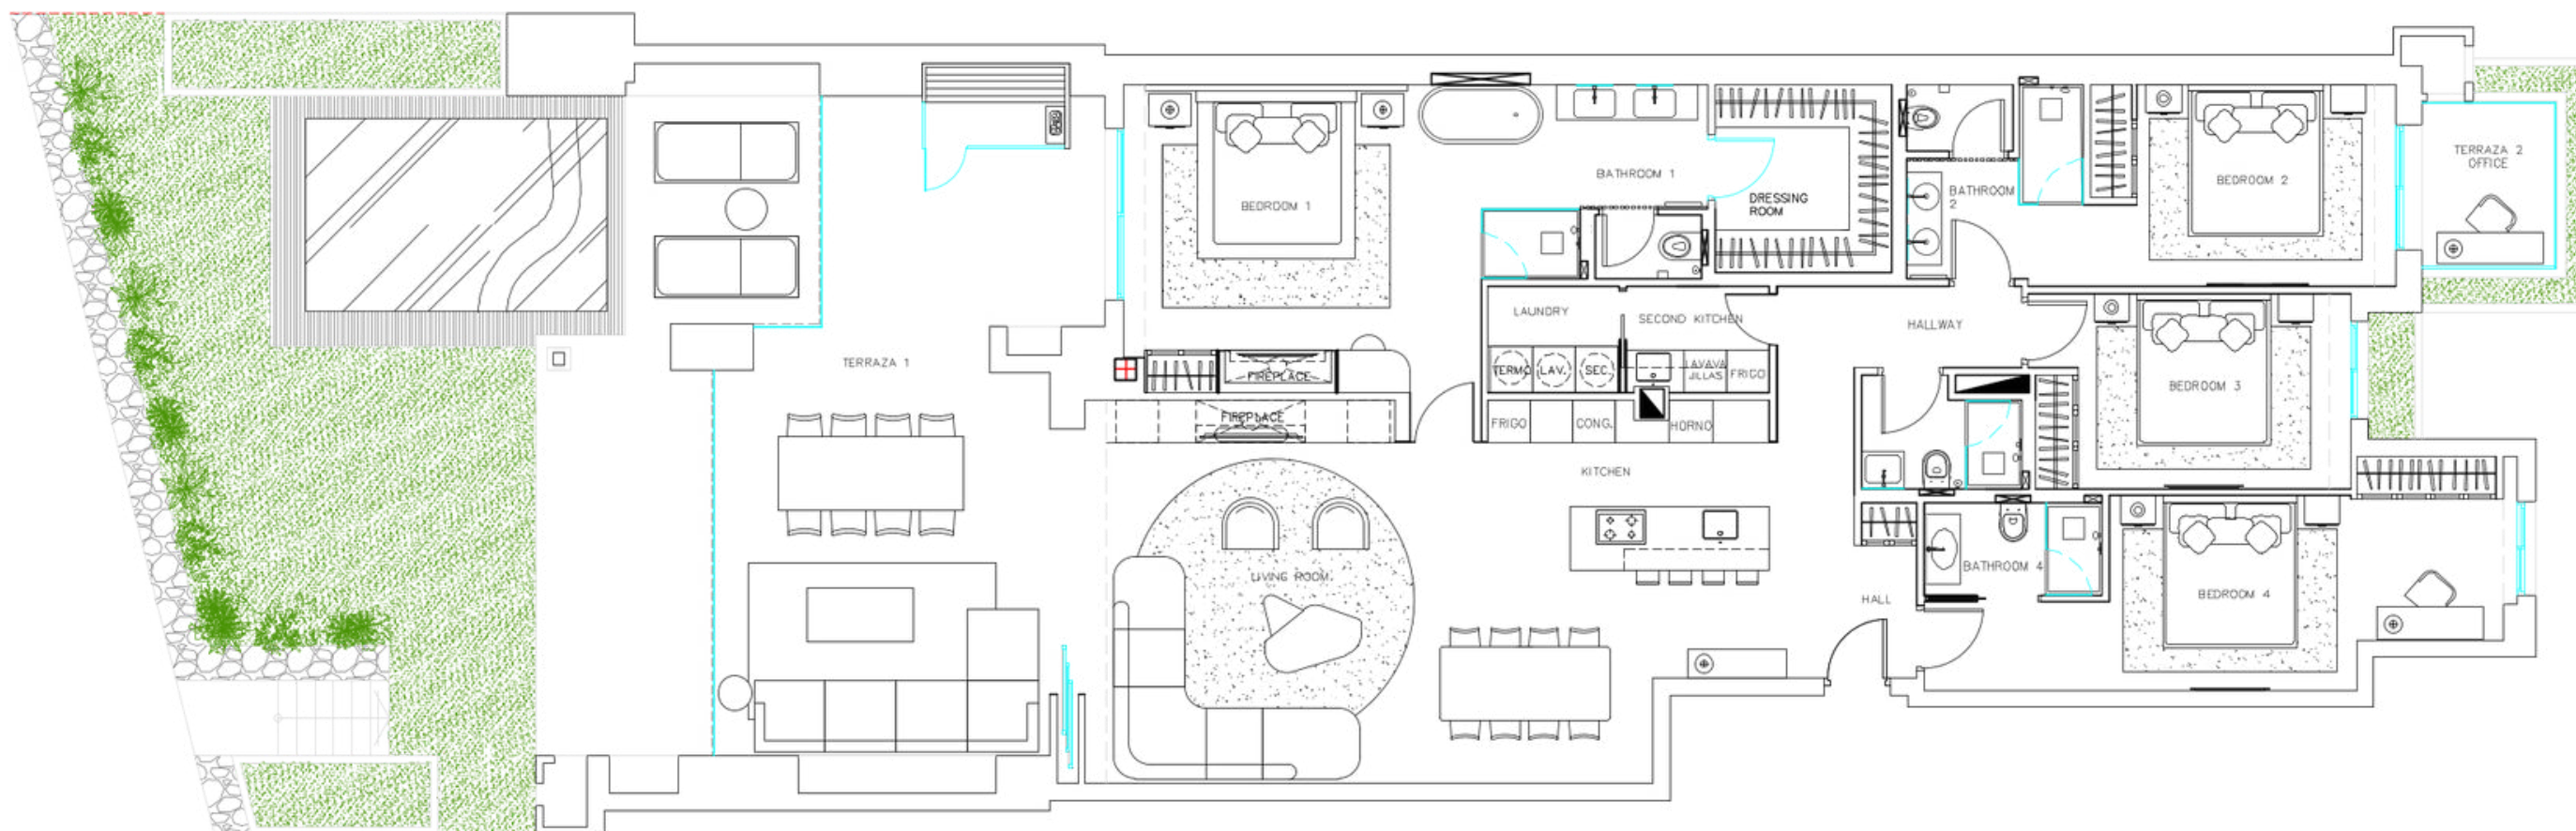 TERRAZA 1
BEDROOM 1
FIREPLACE
FIREPLACE
BATHROOM 1
DRESSING
ROOM
LAUNDRY
SECOND KITCHEN
TERMO
LAV.
SEC.
LAVAVA
JILLAS
FRIGO
FRIGO
CONG.
HORNO
KITCHEN
LIVING ROOM
HALLWAY
HALL
BATHROOM
2
BEDROOM 2
TERRAZA 2
OFFICE
BEDROOM 3
BATHROOM 4
BEDROOM 4